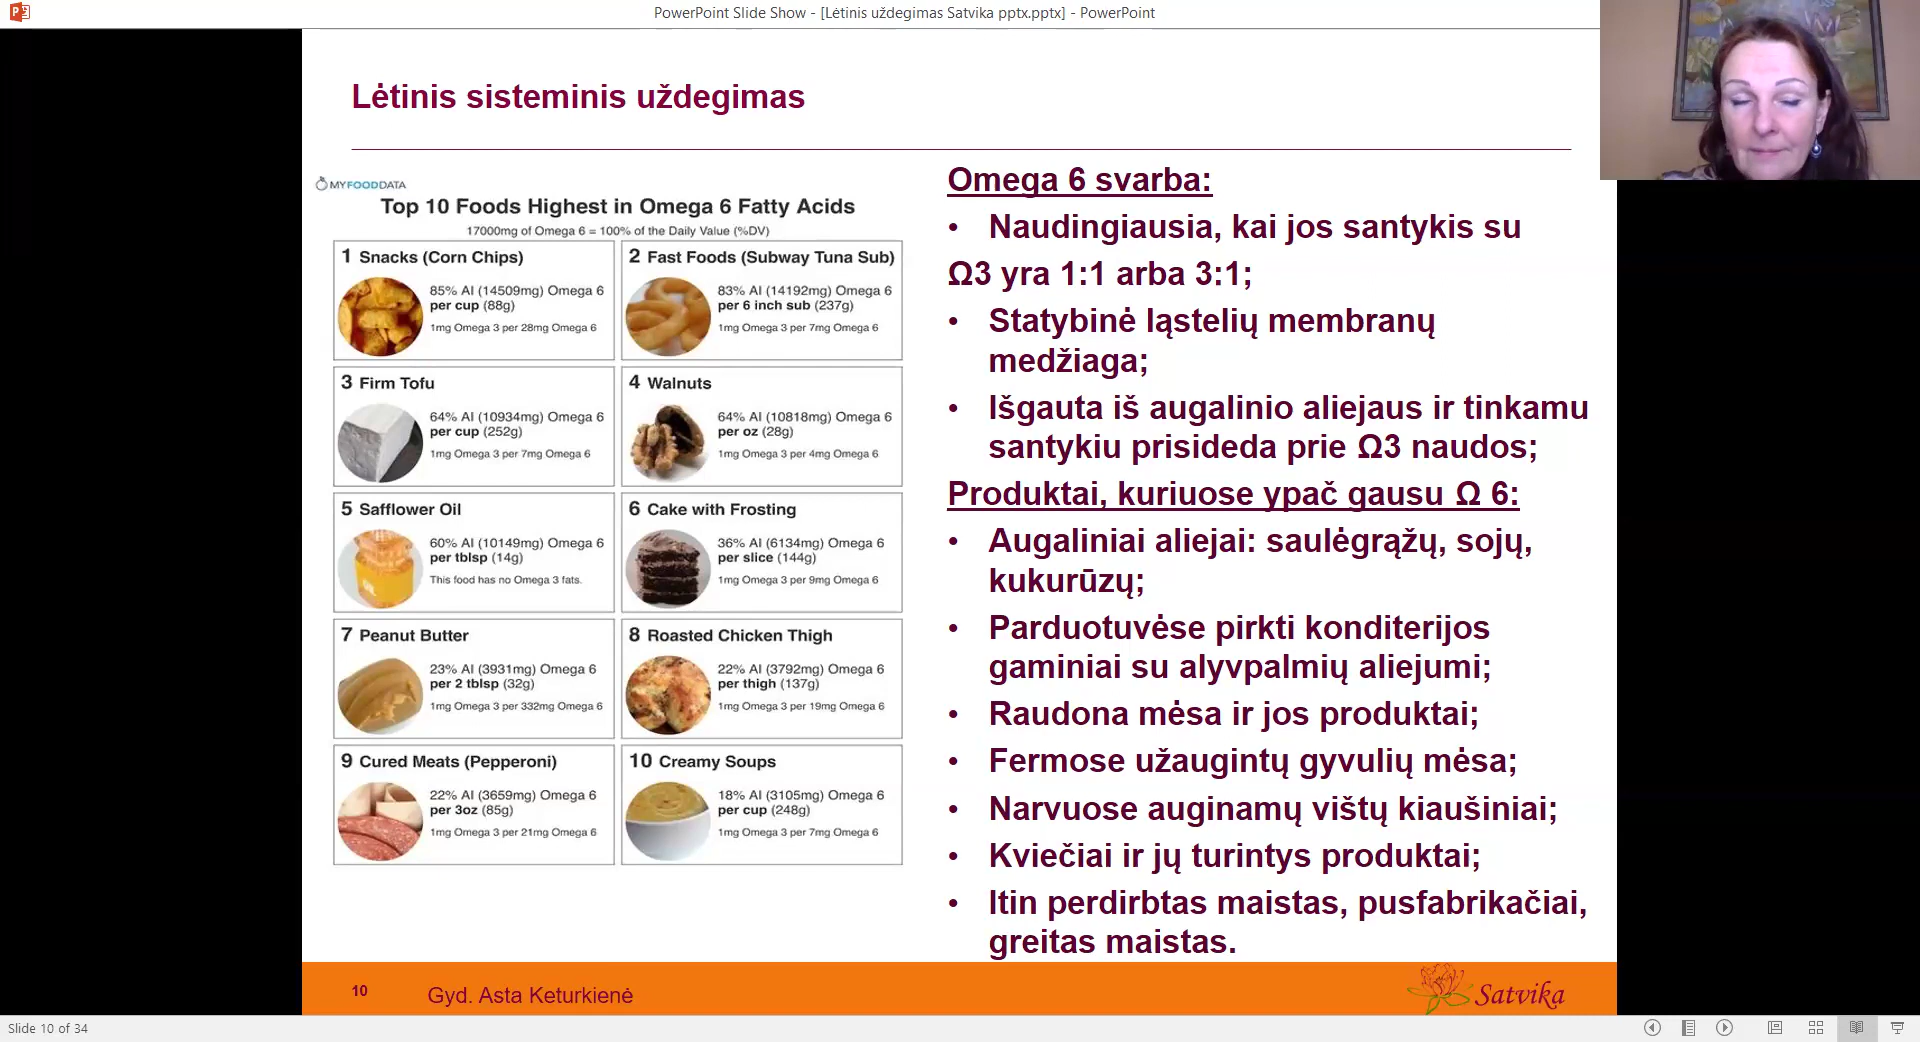 PowerPoint Slide Show - [Lėtinis uždegimas Satvika pptx.pptx] - PowerPoint
Lėtinis sisteminis uždegimas
MYFOODDATA
Top 10 Foods Highest in Omega 6 Fatty Acids
17000mg of Omega 6 = 100% of the Daily Value (%DV)
1 Snacks (Corn Chips)
85% AI (14509mg) Omega 6
per cup (88g)
1mg Omega 3 per 28mg Omega 6
2 Fast Foods (Subway Tuna Sub)
83% AI (14192mg) Omega 6
per 6 inch sub (237g)
1mg Omega 3 per 7mg Omega 6
3 Firm Tofu
64% AI (10934mg) Omega 6
per cup (252g)
1mg Omega 3 per 7mg Omega 6
4 Walnuts
64% AI (10818mg) Omega 6
per oz (28g)
1mg Omega 3 per 4mg Omega 6
5 Safflower Oil
60% AI (10149mg) Omega 6
per tblsp (14g)
This food has no Omega 3 fats.
6 Cake with Frosting
36% AI (6134mg) Omega 6
per slice (144g)
1mg Omega 3 per 9mg Omega 6
7 Peanut Butter
23% AI (3931mg) Omega 6
per 2 tblsp (32g)
1mg Omega 3 per 332mg Omega 6
8 Roasted Chicken Thigh
22% AI (3792mg) Omega 6
per thigh (137g)
1mg Omega 3 per 19mg Omega 6
9 Cured Meats (Pepperoni)
22% AI (3659mg) Omega 6
per 3oz (85g)
1mg Omega 3 per 21mg Omega 6
10 Creamy Soups
18% AI (3105mg) Omega 6
per cup (248g)
1mg Omega 3 per 7mg Omega 6
Omega 6 svarba:
• Naudingiausia, kai jos santykis su
Ω3 yra 1:1 arba 3:1;
• Statybinė ląstelių membranų
medžiaga;
• Išgauta iš augalinio aliejaus ir tinkamu
santykiu prisideda prie Ω3 naudos;
Produktai, kuriuose ypač gausu Ω 6:
• Augaliniai aliejai: saulėgrąžų, sojų,
kukurūzų;
• Parduotuvėse pirkti konditerijos
gaminiai su alyvpalmių aliejumi;
• Raudona mėsa ir jos produktai;
• Fermose užaugintų gyvulių mėsa;
• Narvuose auginamų vištų kiaušiniai;
• Kviečiai ir jų turintys produktai;
• Itin perdirbtas maistas, pusfabrikačiai,
greitas maistas.
10
Gyd. Asta Keturkienė
Satvika
Slide 10 of 34